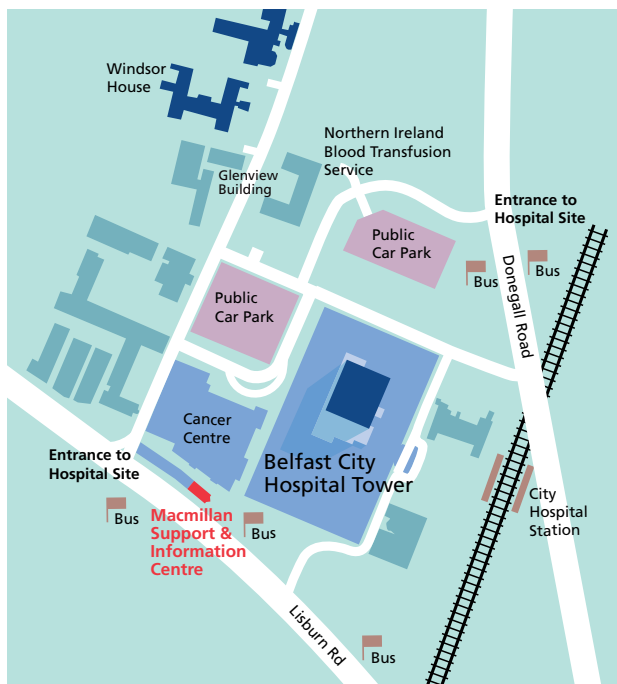 Windsor
House
Northern Ireland
Blood Transfusion
Service
Glenview
Building
Entrance to
Hospital Site
Public
Car Park
Bus
Bus
Donegall Road
Public
Car Park
Cancer
Centre
Entrance to
Hospital Site
Belfast City
Hospital Tower
City
Hospital
Station
Bus
Macmillan
Support &
Information
Centre
Bus
Lisburn Rd
Bus